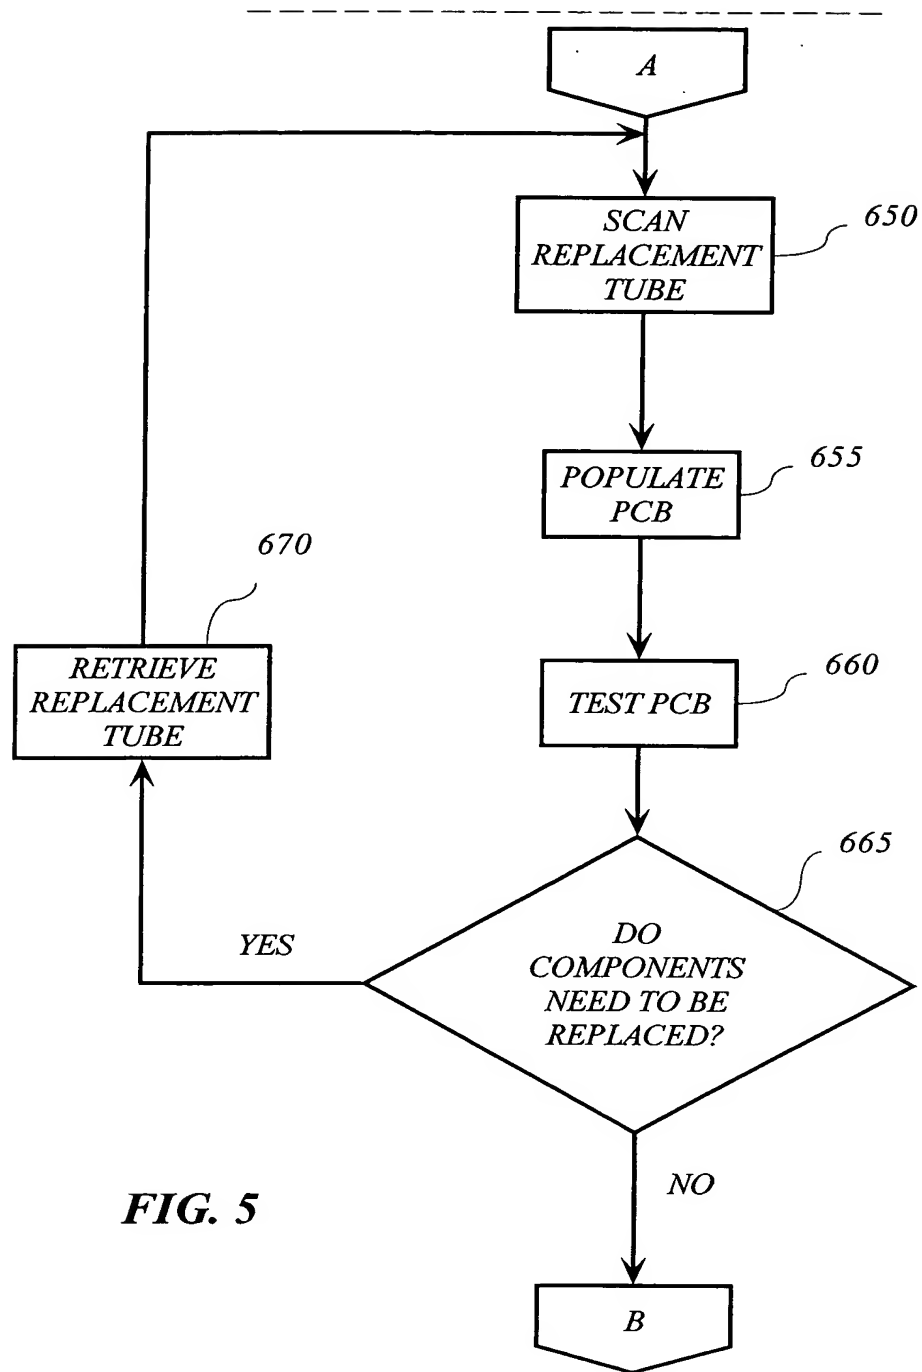 A
SCAN
REPLACEMENT
TUBE
650
POPULATE
PCB
655
670
RETRIEVE
REPLACEMENT
TUBE
TEST PCB
660
665
DO
COMPONENTS
NEED TO BE
REPLACED?
YES
NO
FIG. 5
B